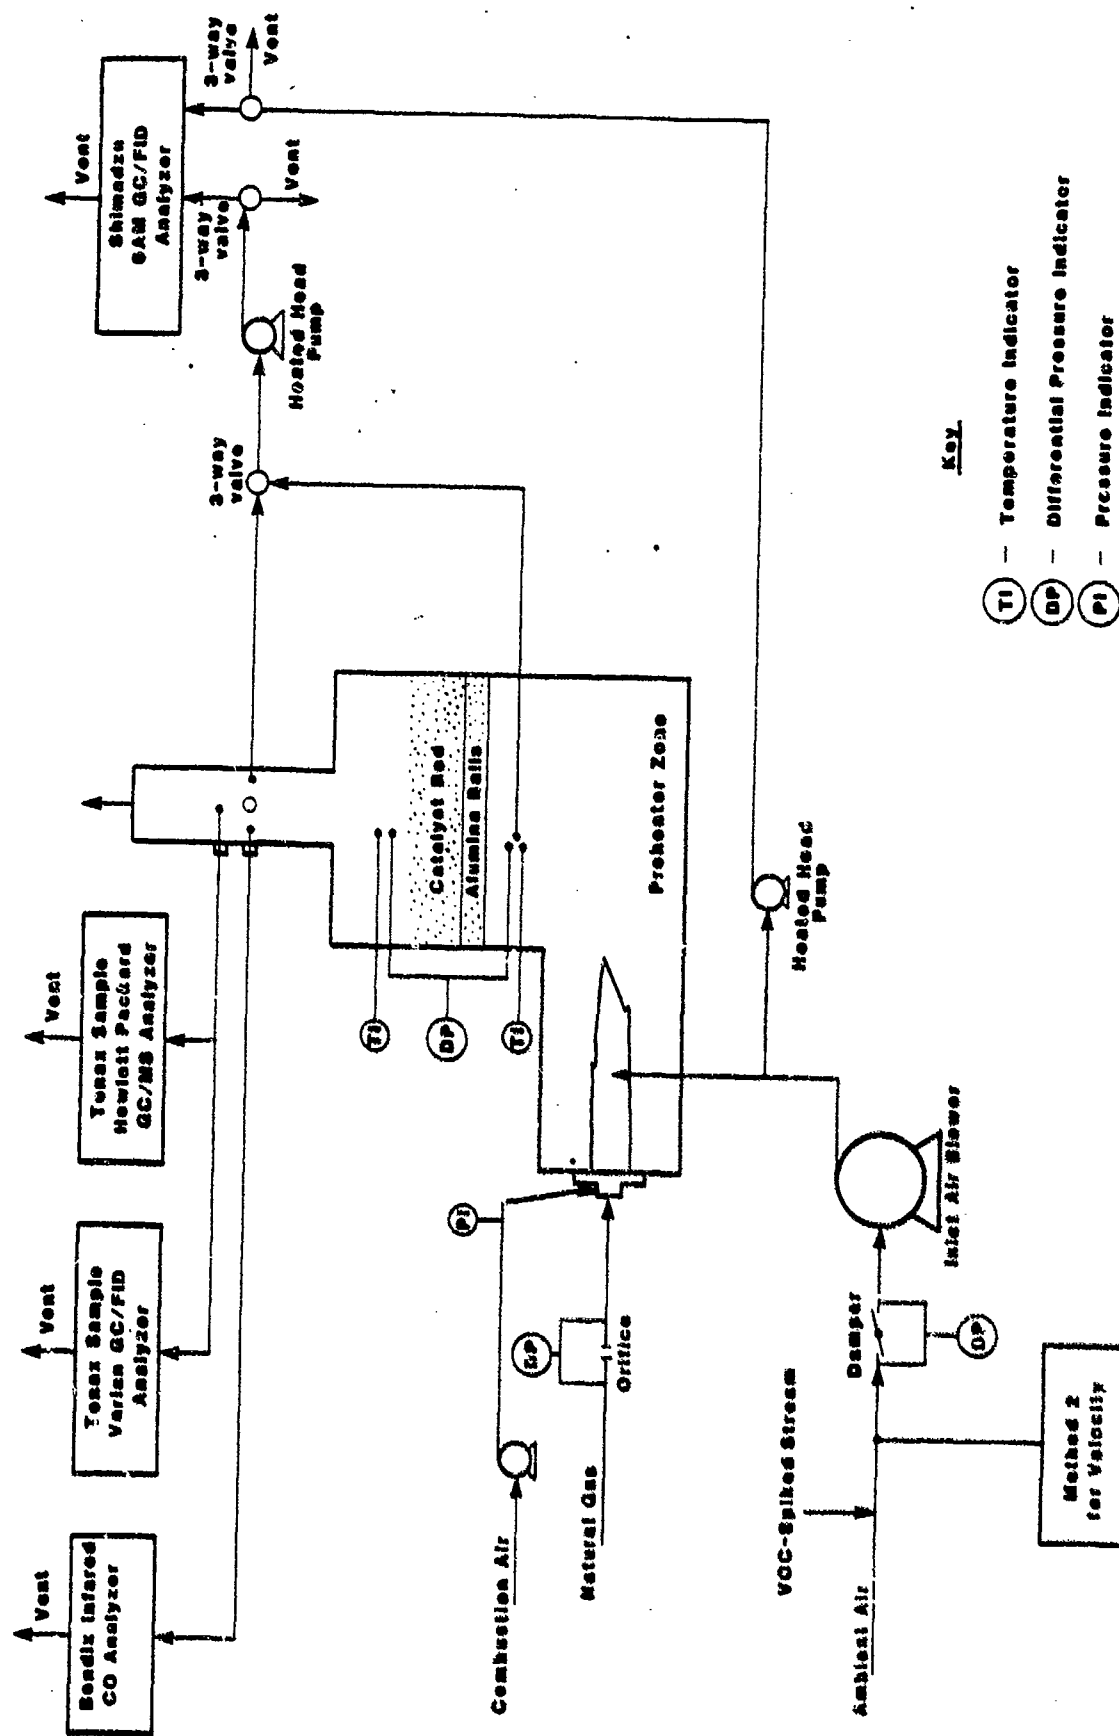 Bendix Infared
CO Analyzer
Vent
Tenax Sample
Varian GC/FID
Analyzer
Vent
Tenax Sample
Hewlett Packard
GC/MS Analyzer
Vent
Shimadzu
6AM GC/FID
Analyzer
Vent
3-way
valve
Vent
3-way
valve
Vent
3-way
valve
Heated Head
Pump
Catalyst Bed
Alumina Balls
Preheater Zone
TI
DP
TI
PI
DP
Orifice
Combustion Air
Natural Gas
VOC-Spiked Stream
Ambient Air
Damper
DP
Inlet Air Blower
Heated Head
Pump
Method 2
for Velocity
Key
TI – Temperature Indicator
DP – Differential Pressure Indicator
PI – Pressure Indicator